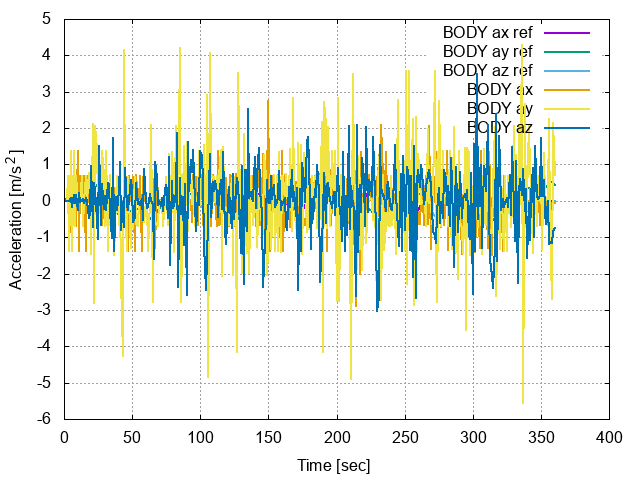 5
4
3
2
1
0
-1
-2
-3
-4
-5
-6
Acceleration [m/s²]
BODY ax ref
BODY ay ref
BODY az ref
BODY ax
BODY ay
BODY az
0 50 100 150 200 250 300 350 400
Time [sec]